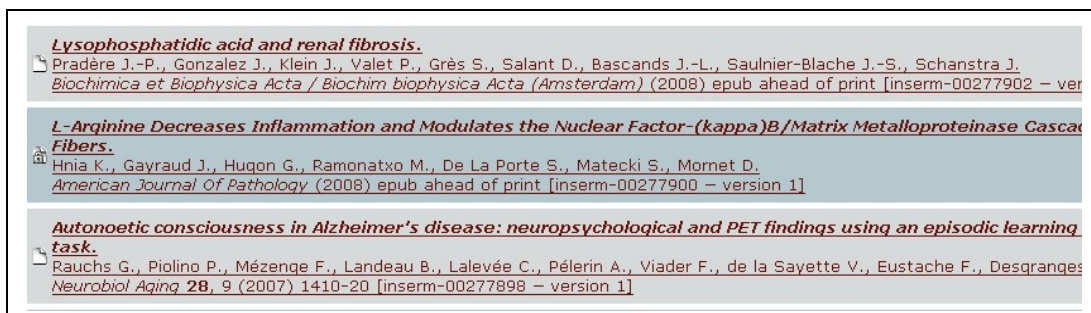 Lysophosphatidic acid and renal fibrosis.
Pradère J.-P., Gonzalez J., Klein J., Valet P., Grès S., Salant D., Bascands J.-L., Saulnier-Blache J.-S., Schanstra J.
Biochimica et Biophysica Acta / Biochim biophysica Acta (Amsterdam) (2008) epub ahead of print [inserm-00277902 – ver
L-Arginine Decreases Inflammation and Modulates the Nuclear Factor-(kappa)B/Matrix Metalloproteinase Cascad
Fibers.
Hnia K., Gayraud J., Hugon G., Ramonatxo M., De La Porte S., Matecki S., Mornet D.
American Journal Of Pathology (2008) epub ahead of print [inserm-00277900 – version 1]
Autonoetic consciousness in Alzheimer's disease: neuropsychological and PET findings using an episodic learning
task.
Rauchs G., Piolino P., Mézenge F., Landeau B., Lalevée C., Pélerin A., Viader F., de la Sayette V., Eustache F., Desgranges
Neurobiol Aging 28, 9 (2007) 1410-20 [inserm-00277898 – version 1]